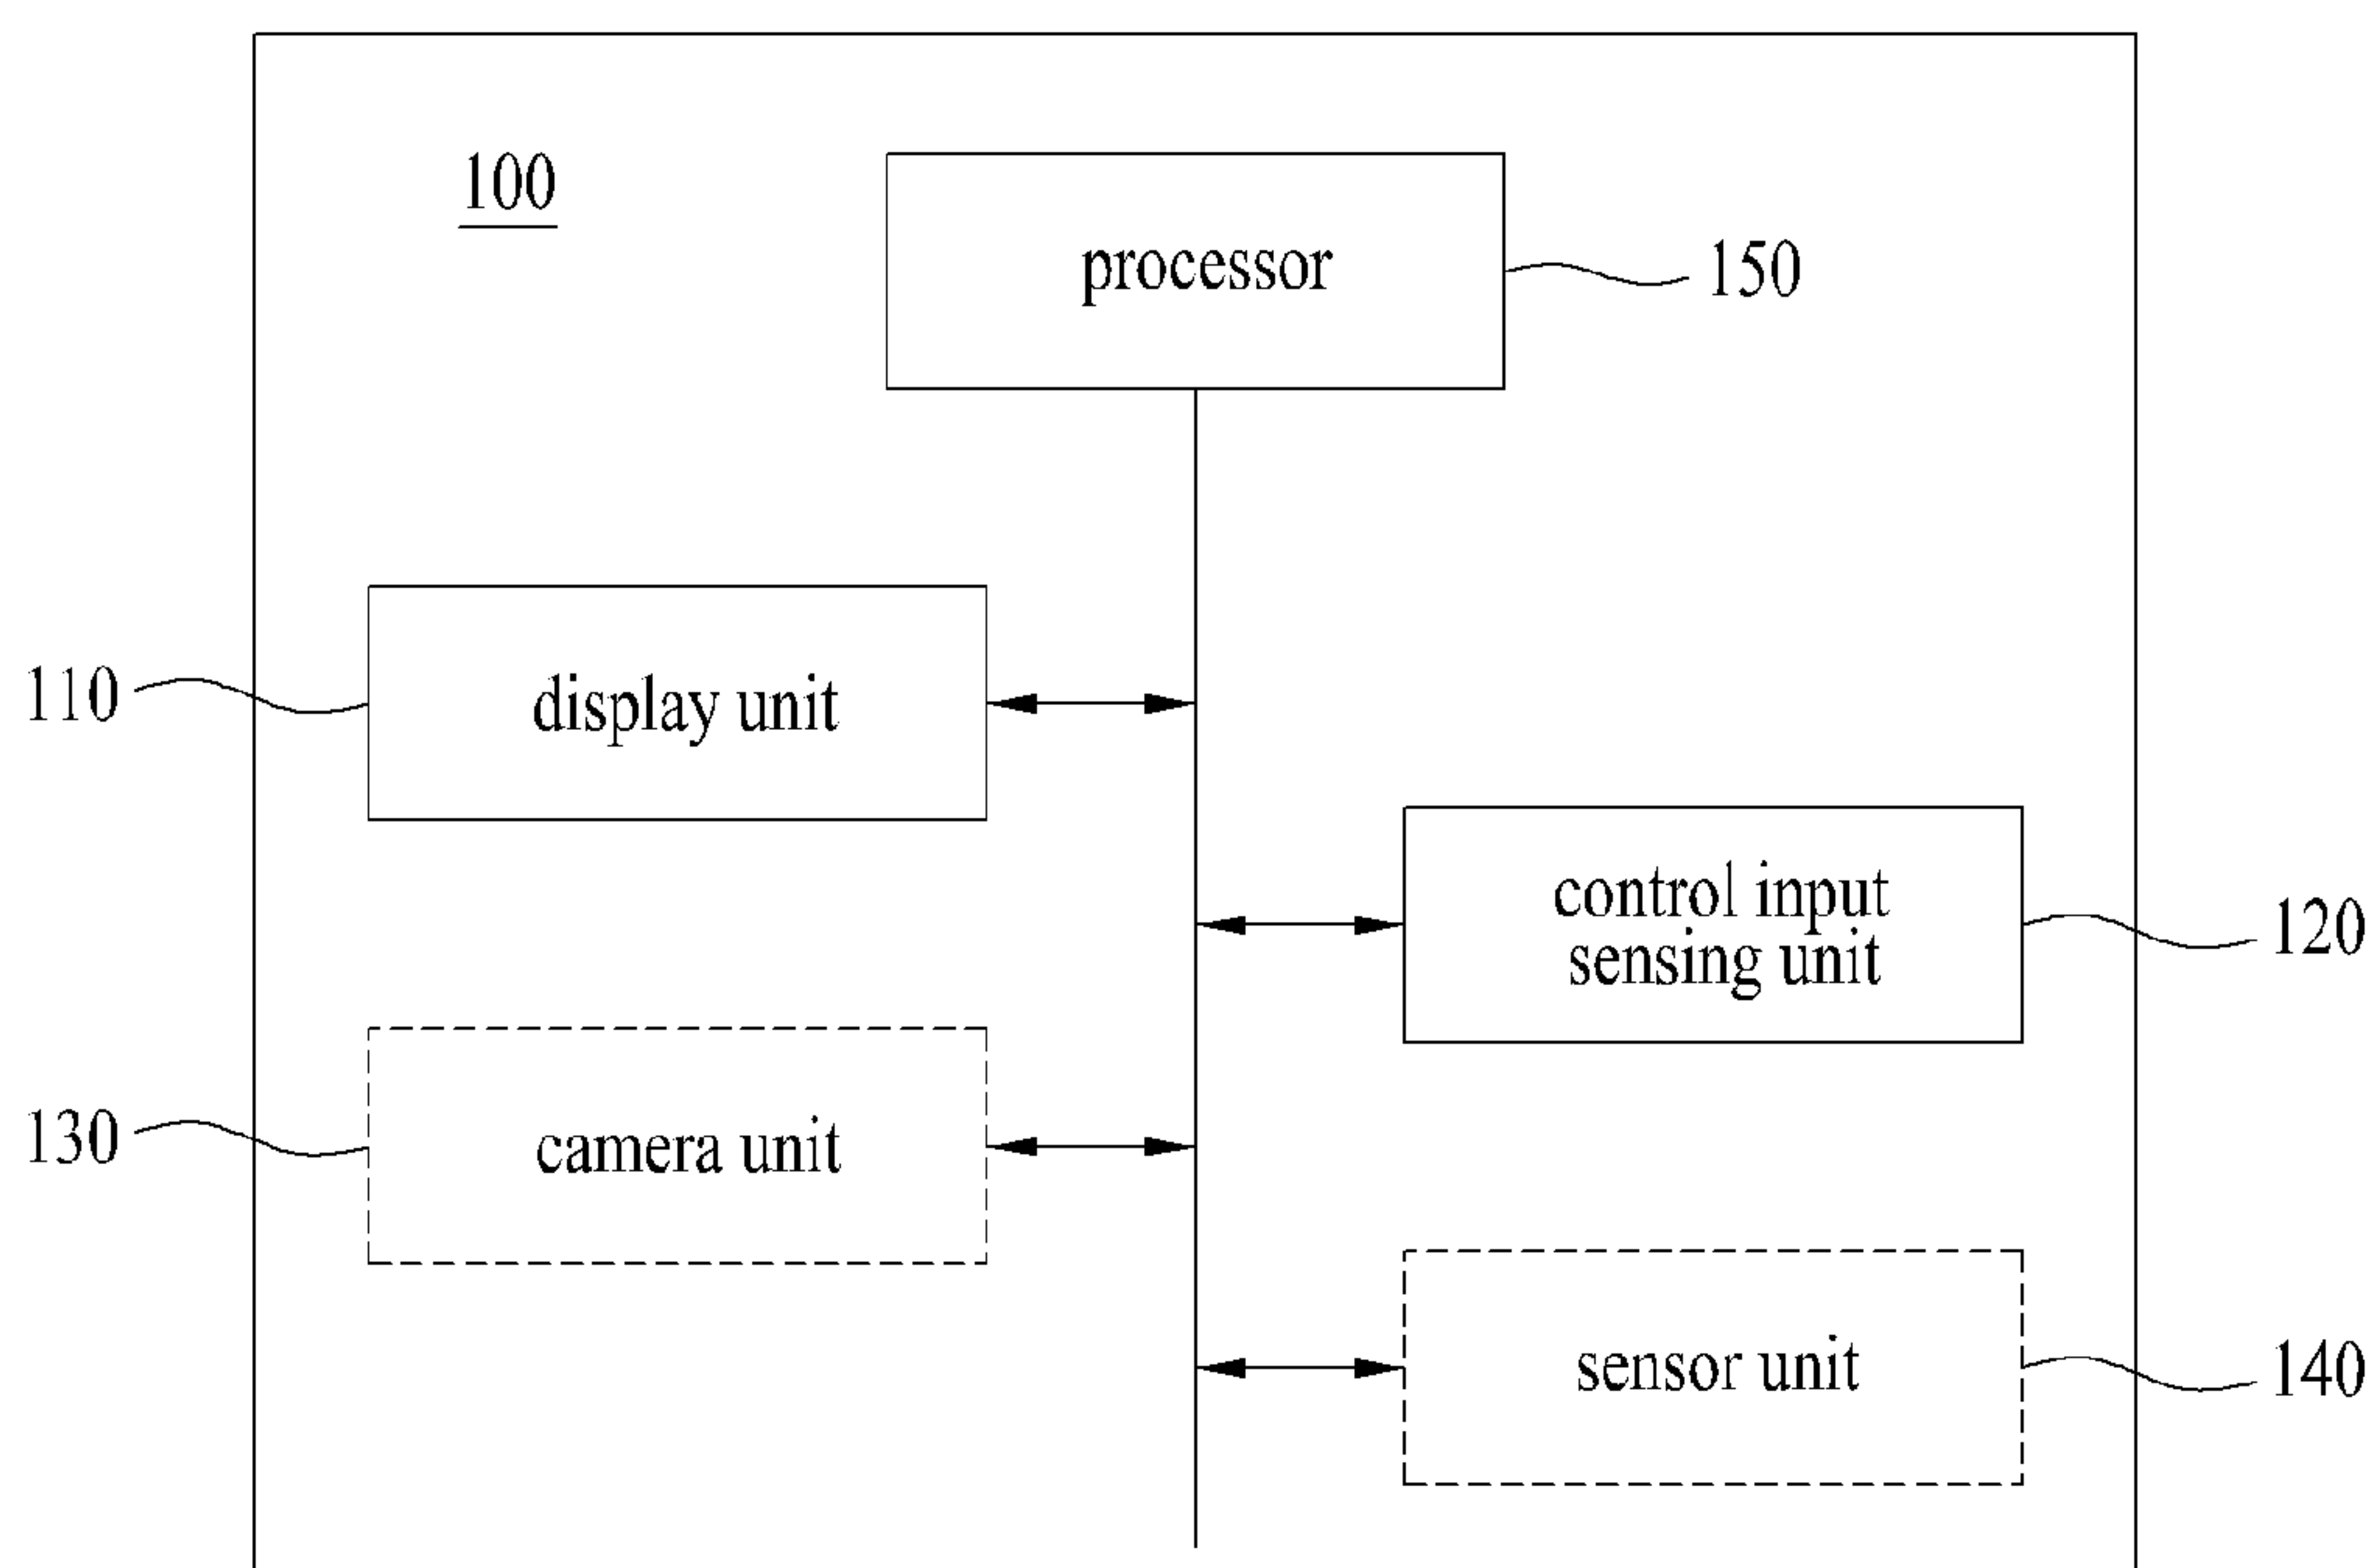 100
processor
150
110
display unit
control input
sensing unit
120
130
camera unit
sensor unit
140